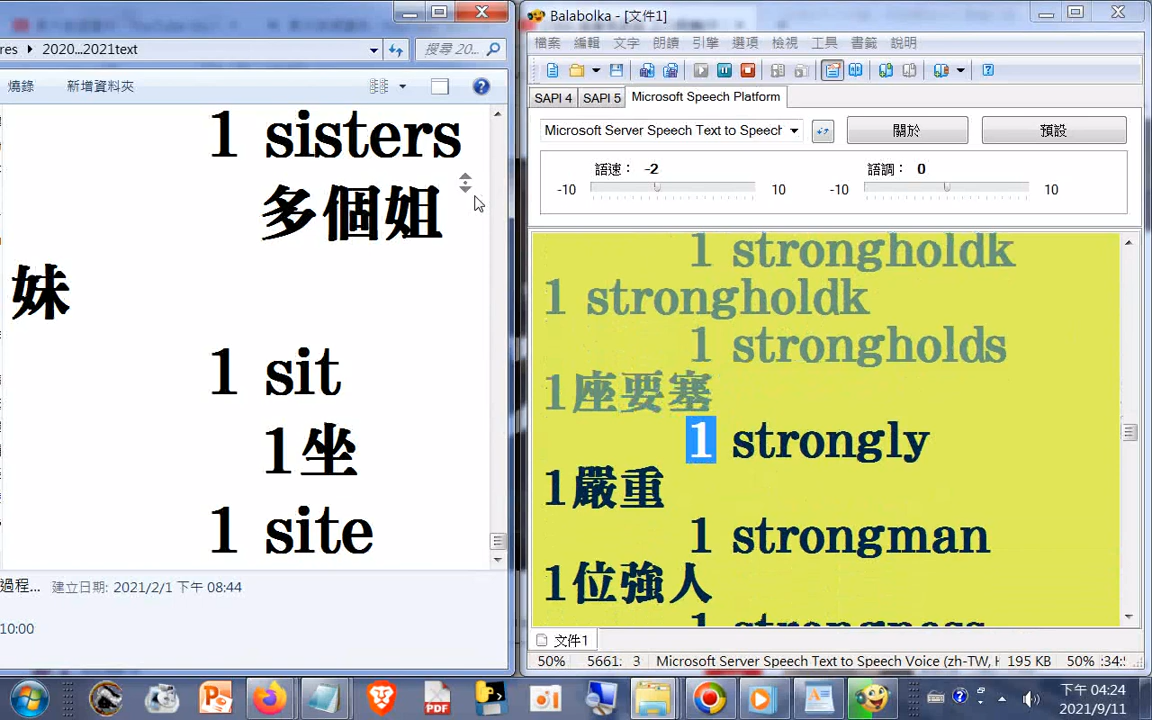 res ▸ 2020...2021text
搜尋 20...
燒錄 新增資料夾
1 sisters
多個姐
妹
1 sit
1坐
1 site
過程... 建立日期: 2021/2/1 下午 08:44
10:00
Balabolka - [文件1]
檔案 編輯 文字 朗讀 引擎 選項 檢視 工具 書籤 說明
SAPI 4 SAPI 5 Microsoft Speech Platform
Microsoft Server Speech Text to Speech 關於 預設
語速： -2 語調： 0
-10 10 -10 10
1 strongholdk
1 strongholdk
1 strongholds
1座要塞
1 strongly
1嚴重
1 strongman
1位強人
1 strongness
文件1
50% 5661: 3 Microsoft Server Speech Text to Speech Voice (zh-TW, H 195 KB 50% :34:
下午 04:24
2021/9/11